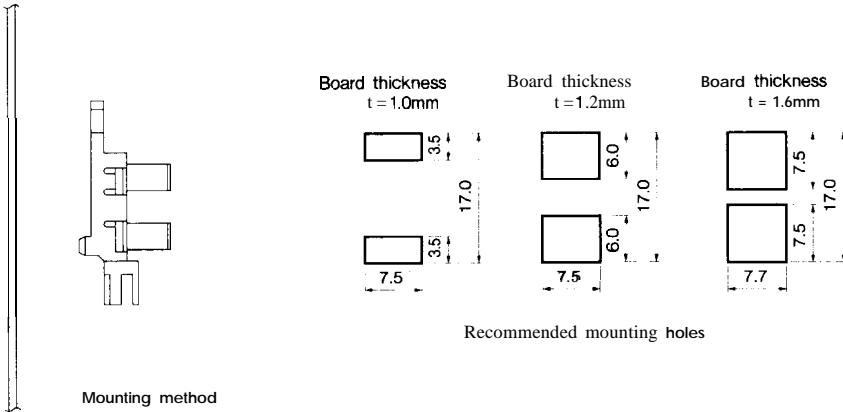 Board thickness
t = 1.0mm
3.5
17.0
3.5
7.5
Board thickness
t = 1.2mm
6.0
17.0
6.0
7.5
Board thickness
t = 1.6mm
7.5
17.0
7.5
7.7
Recommended mounting holes
Mounting method